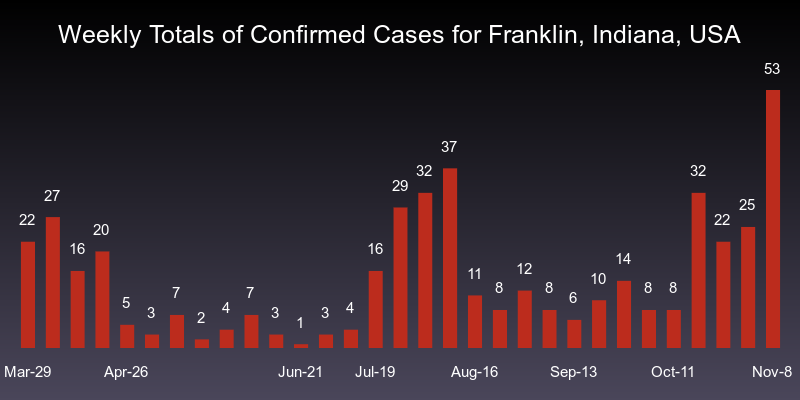 Weekly Totals of Confirmed Cases for Franklin, Indiana, USA
22 27 16 20 5 3 7 2 4 7 3 1 3 4 16 29 32 37 11 8 12 8 6 10 14 8 8 32 22 25 53
Mar-29 Apr-26 Jun-21 Jul-19 Aug-16 Sep-13 Oct-11 Nov-8